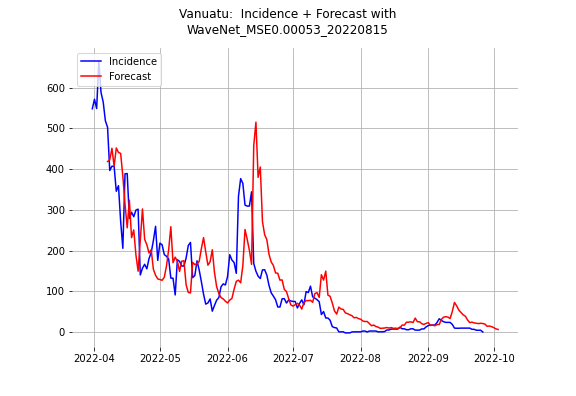 Vanuatu:  Incidence + Forecast with
WaveNet_MSE0.00053_20220815
Incidence
Forecast
600
500
400
300
200
100
0
2022-04 2022-05 2022-06 2022-07 2022-08 2022-09 2022-10